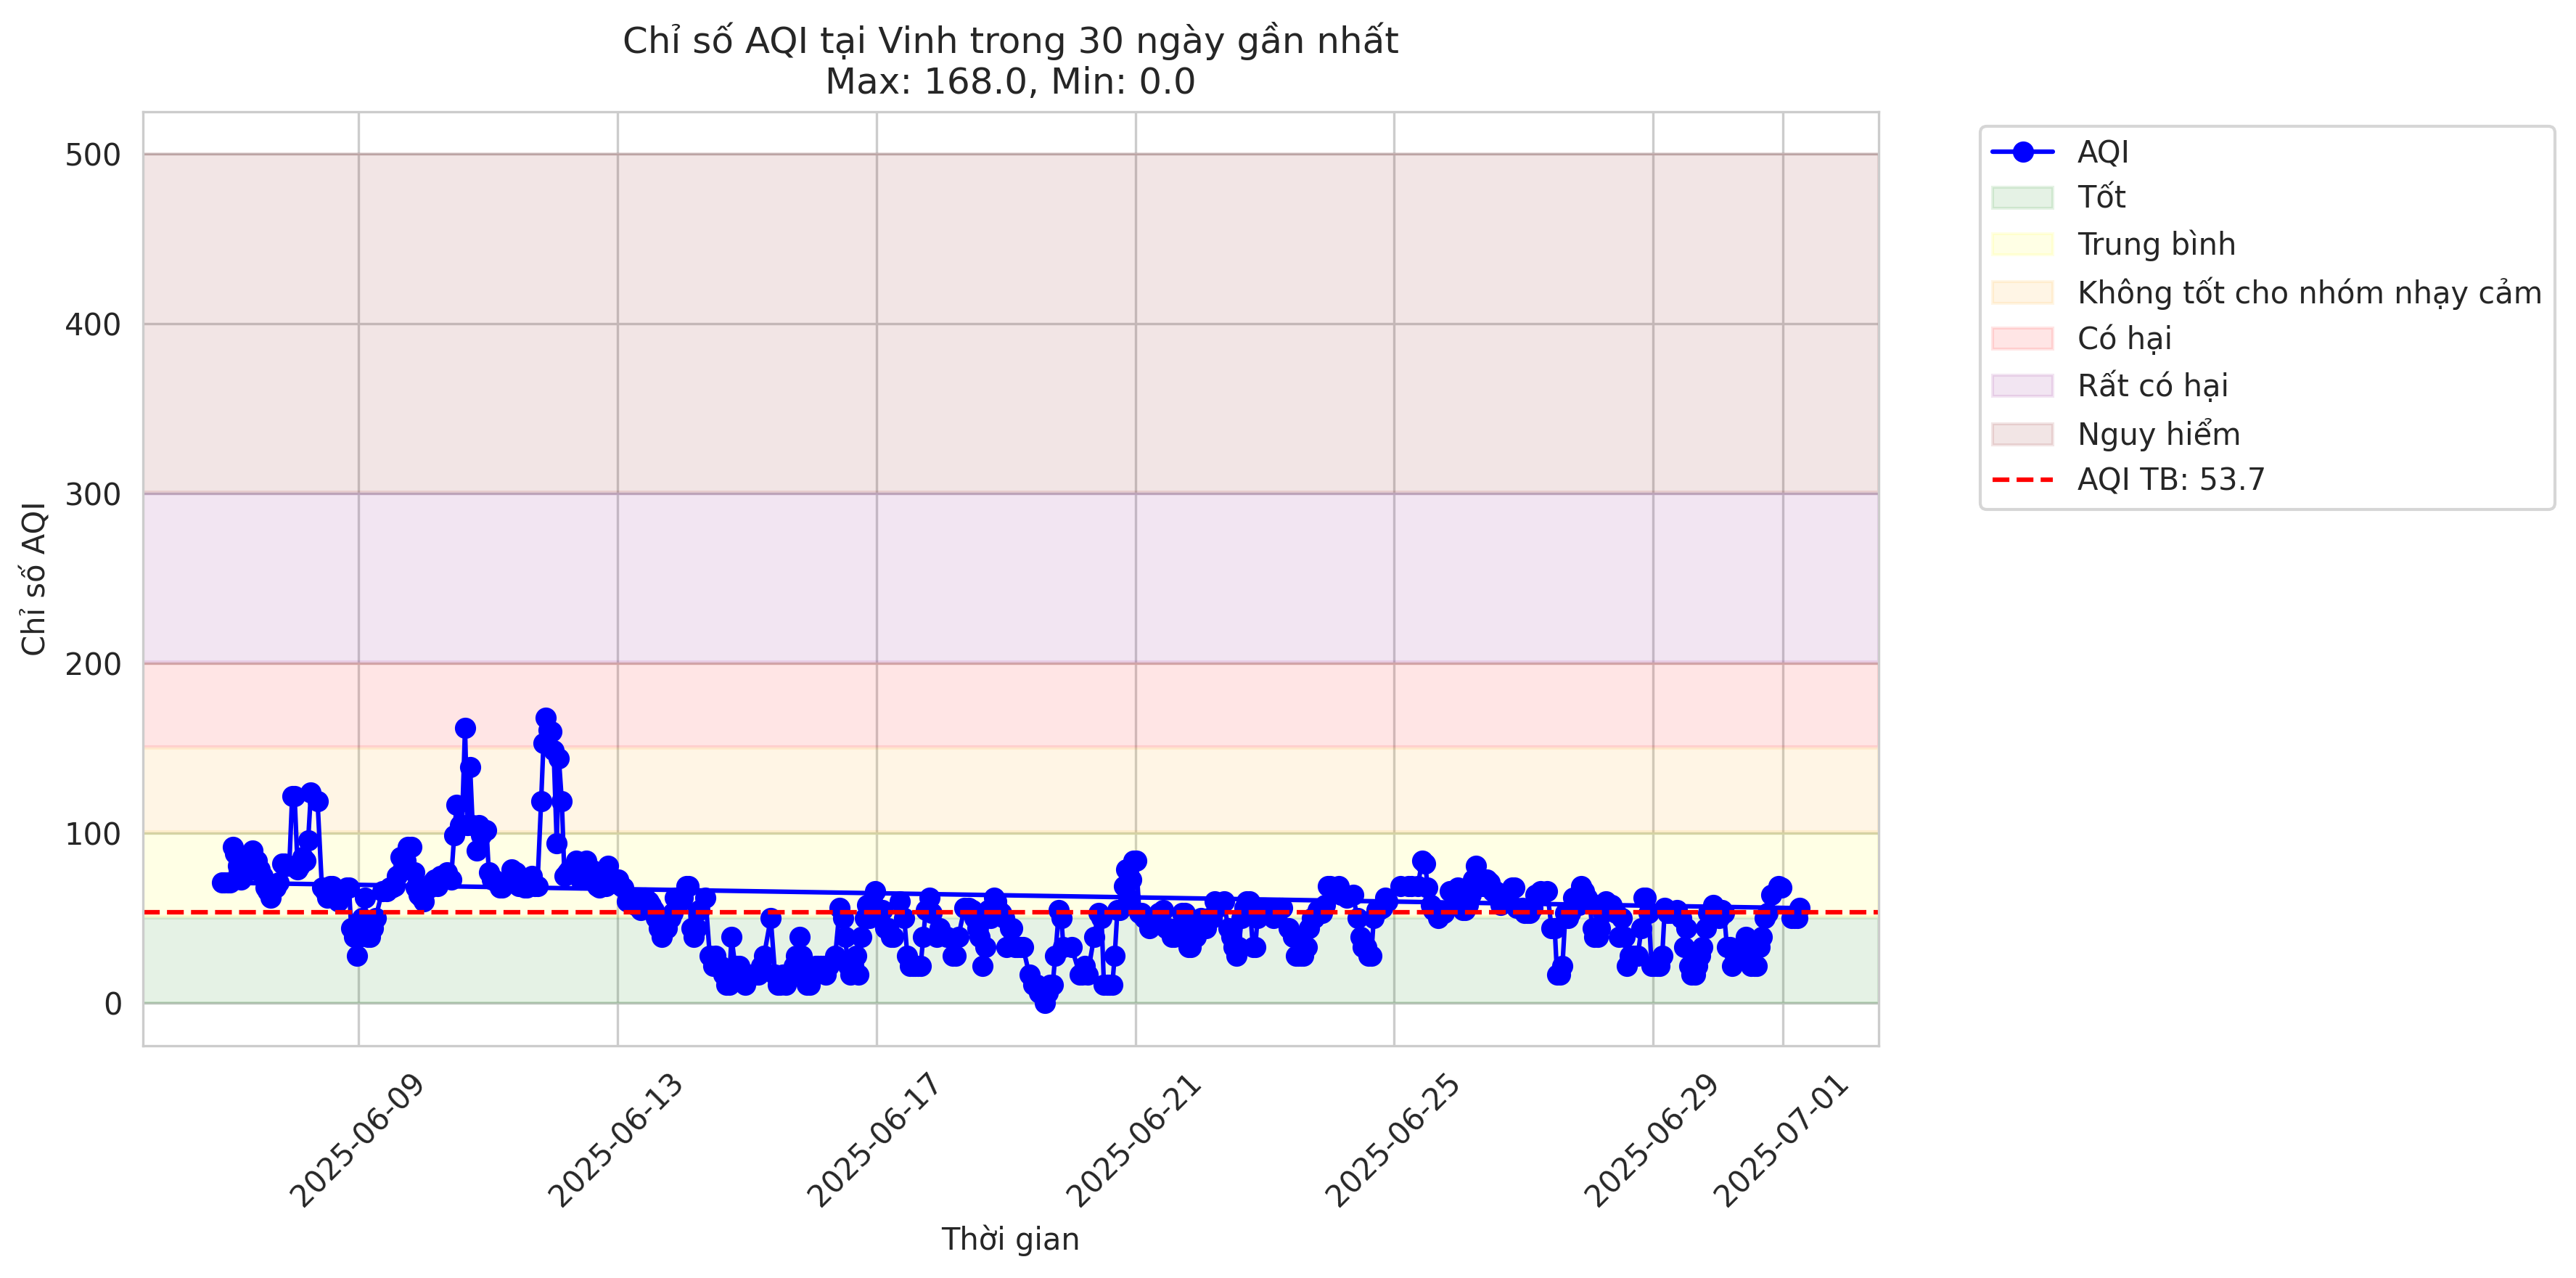 Chỉ số AQI tại Vinh trong 30 ngày gần nhất
Max: 168.0, Min: 0.0
Chỉ số AQI
500
400
300
200
100
0
2025-06-09
2025-06-13
2025-06-17
2025-06-21
2025-06-25
2025-06-29
2025-07-01
Thời gian
AQI
Tốt
Trung bình
Không tốt cho nhóm nhạy cảm
Có hại
Rất có hại
Nguy hiểm
AQI TB: 53.7